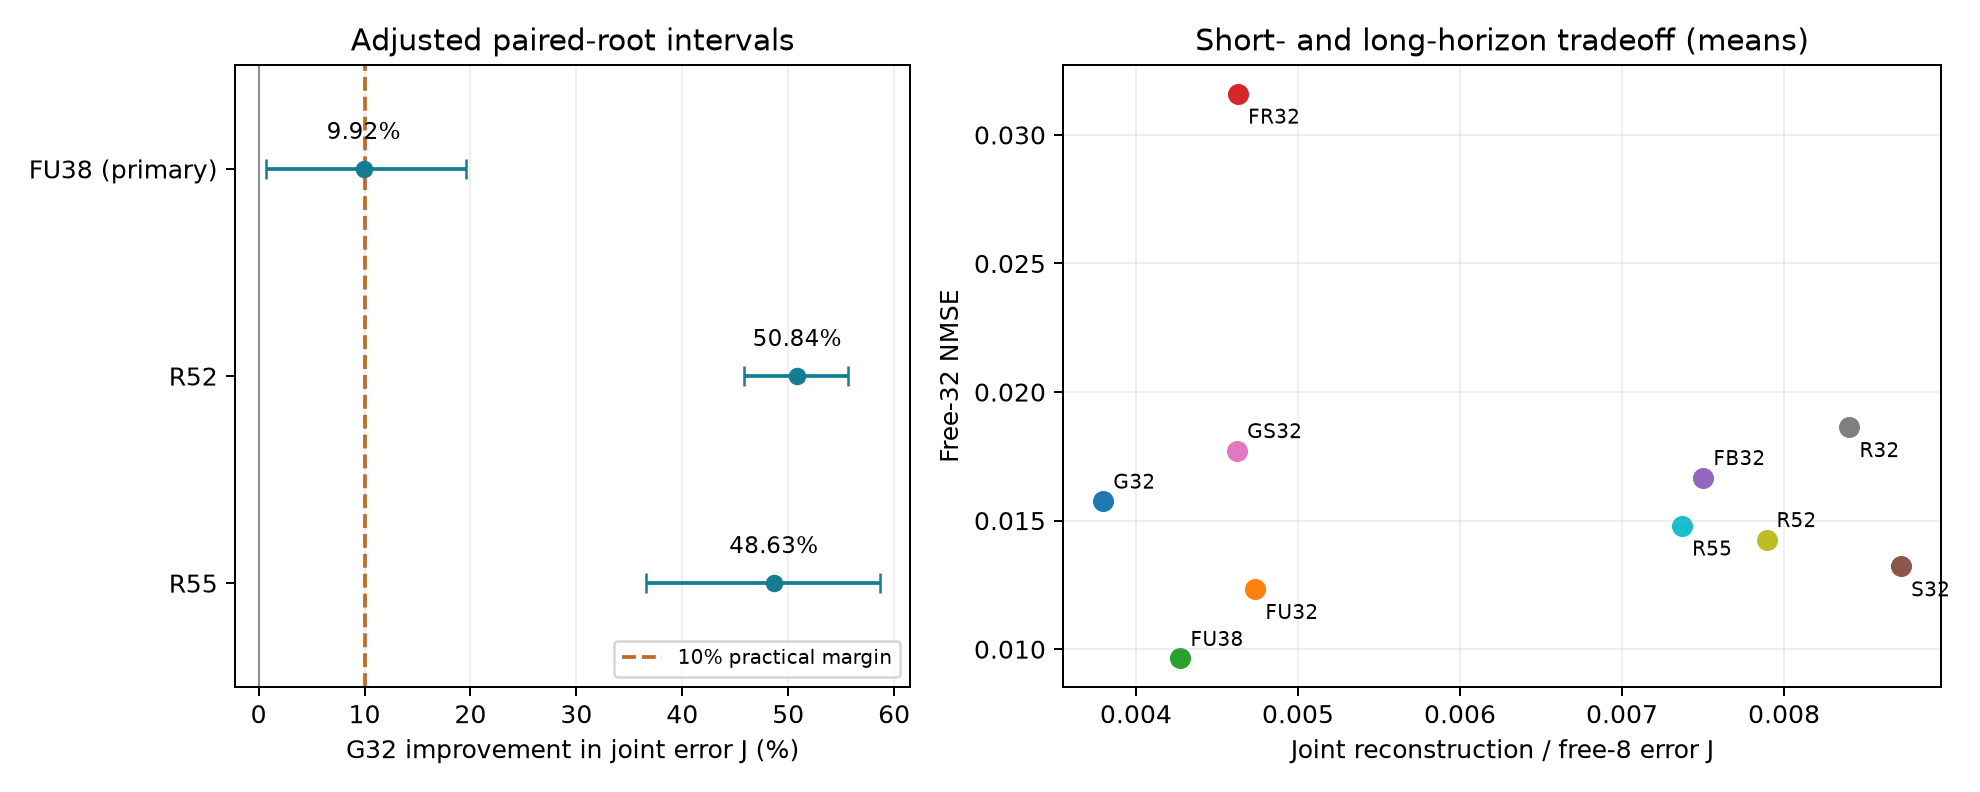 Adjusted paired-root intervals
9.92%
FU38 (primary)
50.84%
R52
48.63%
R55
10% practical margin
0 10 20 30 40 50 60
G32 improvement in joint error J (%)
Short- and long-horizon tradeoff (means)
Free-32 NMSE
0.030
0.025
0.020
0.015
0.010
FR32
GS32
G32
R32
FB32
R52
R55
S32
FU32
FU38
0.004 0.005 0.006 0.007 0.008
Joint reconstruction / free-8 error J